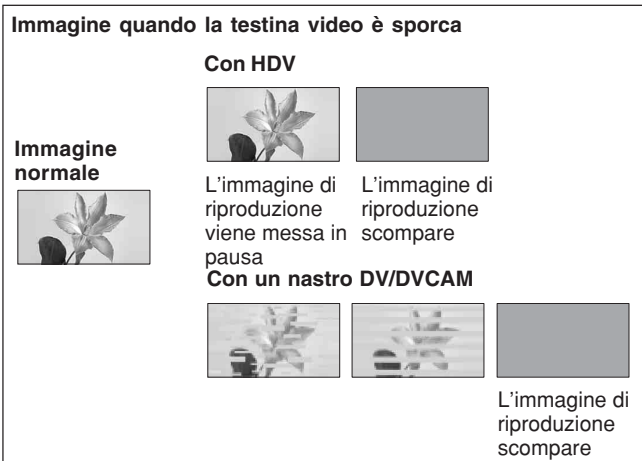 Immagine quando la testina video è sporca
Con HDV
Immagine
normale
L'immagine di
riproduzione
viene messa in
pausa
L'immagine di
riproduzione
scompare
Con un nastro DV/DVCAM
L'immagine di
riproduzione
scompare